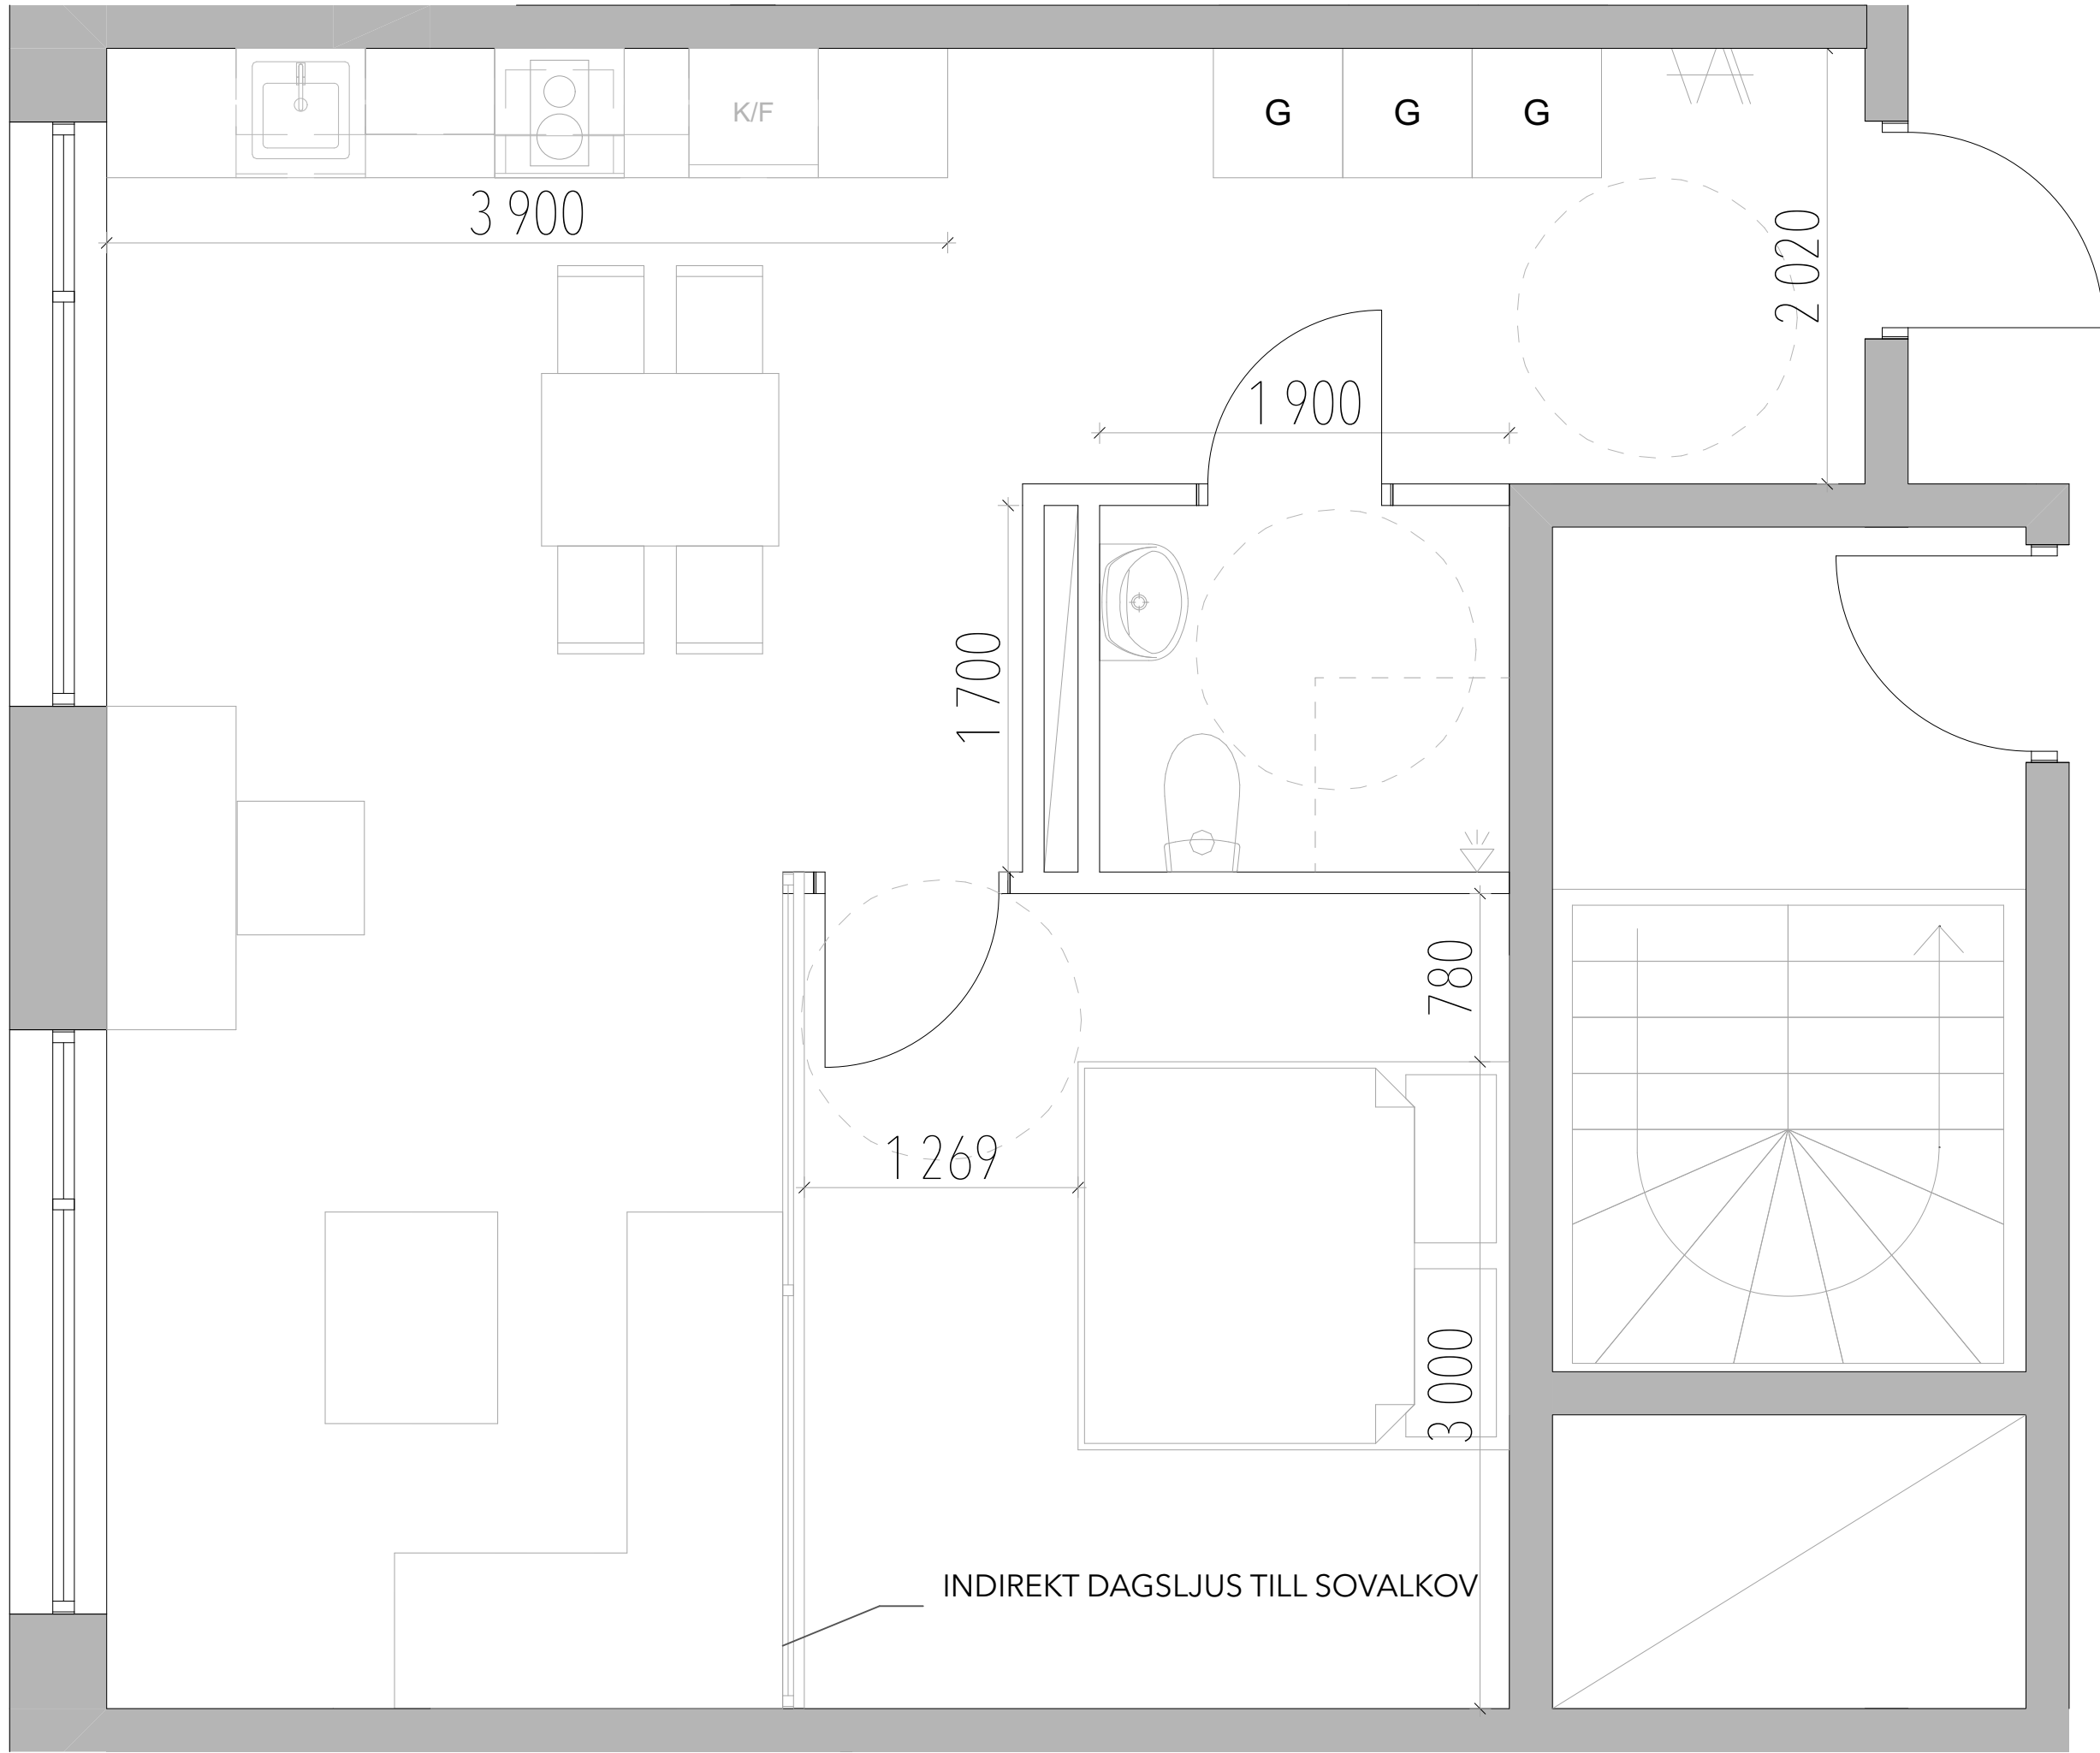 K/F
G G G
3 900
2 020
1 900
1 700
780
1 269
3 000
INDIREKT DAGSLJUS TILL SOVALKOV